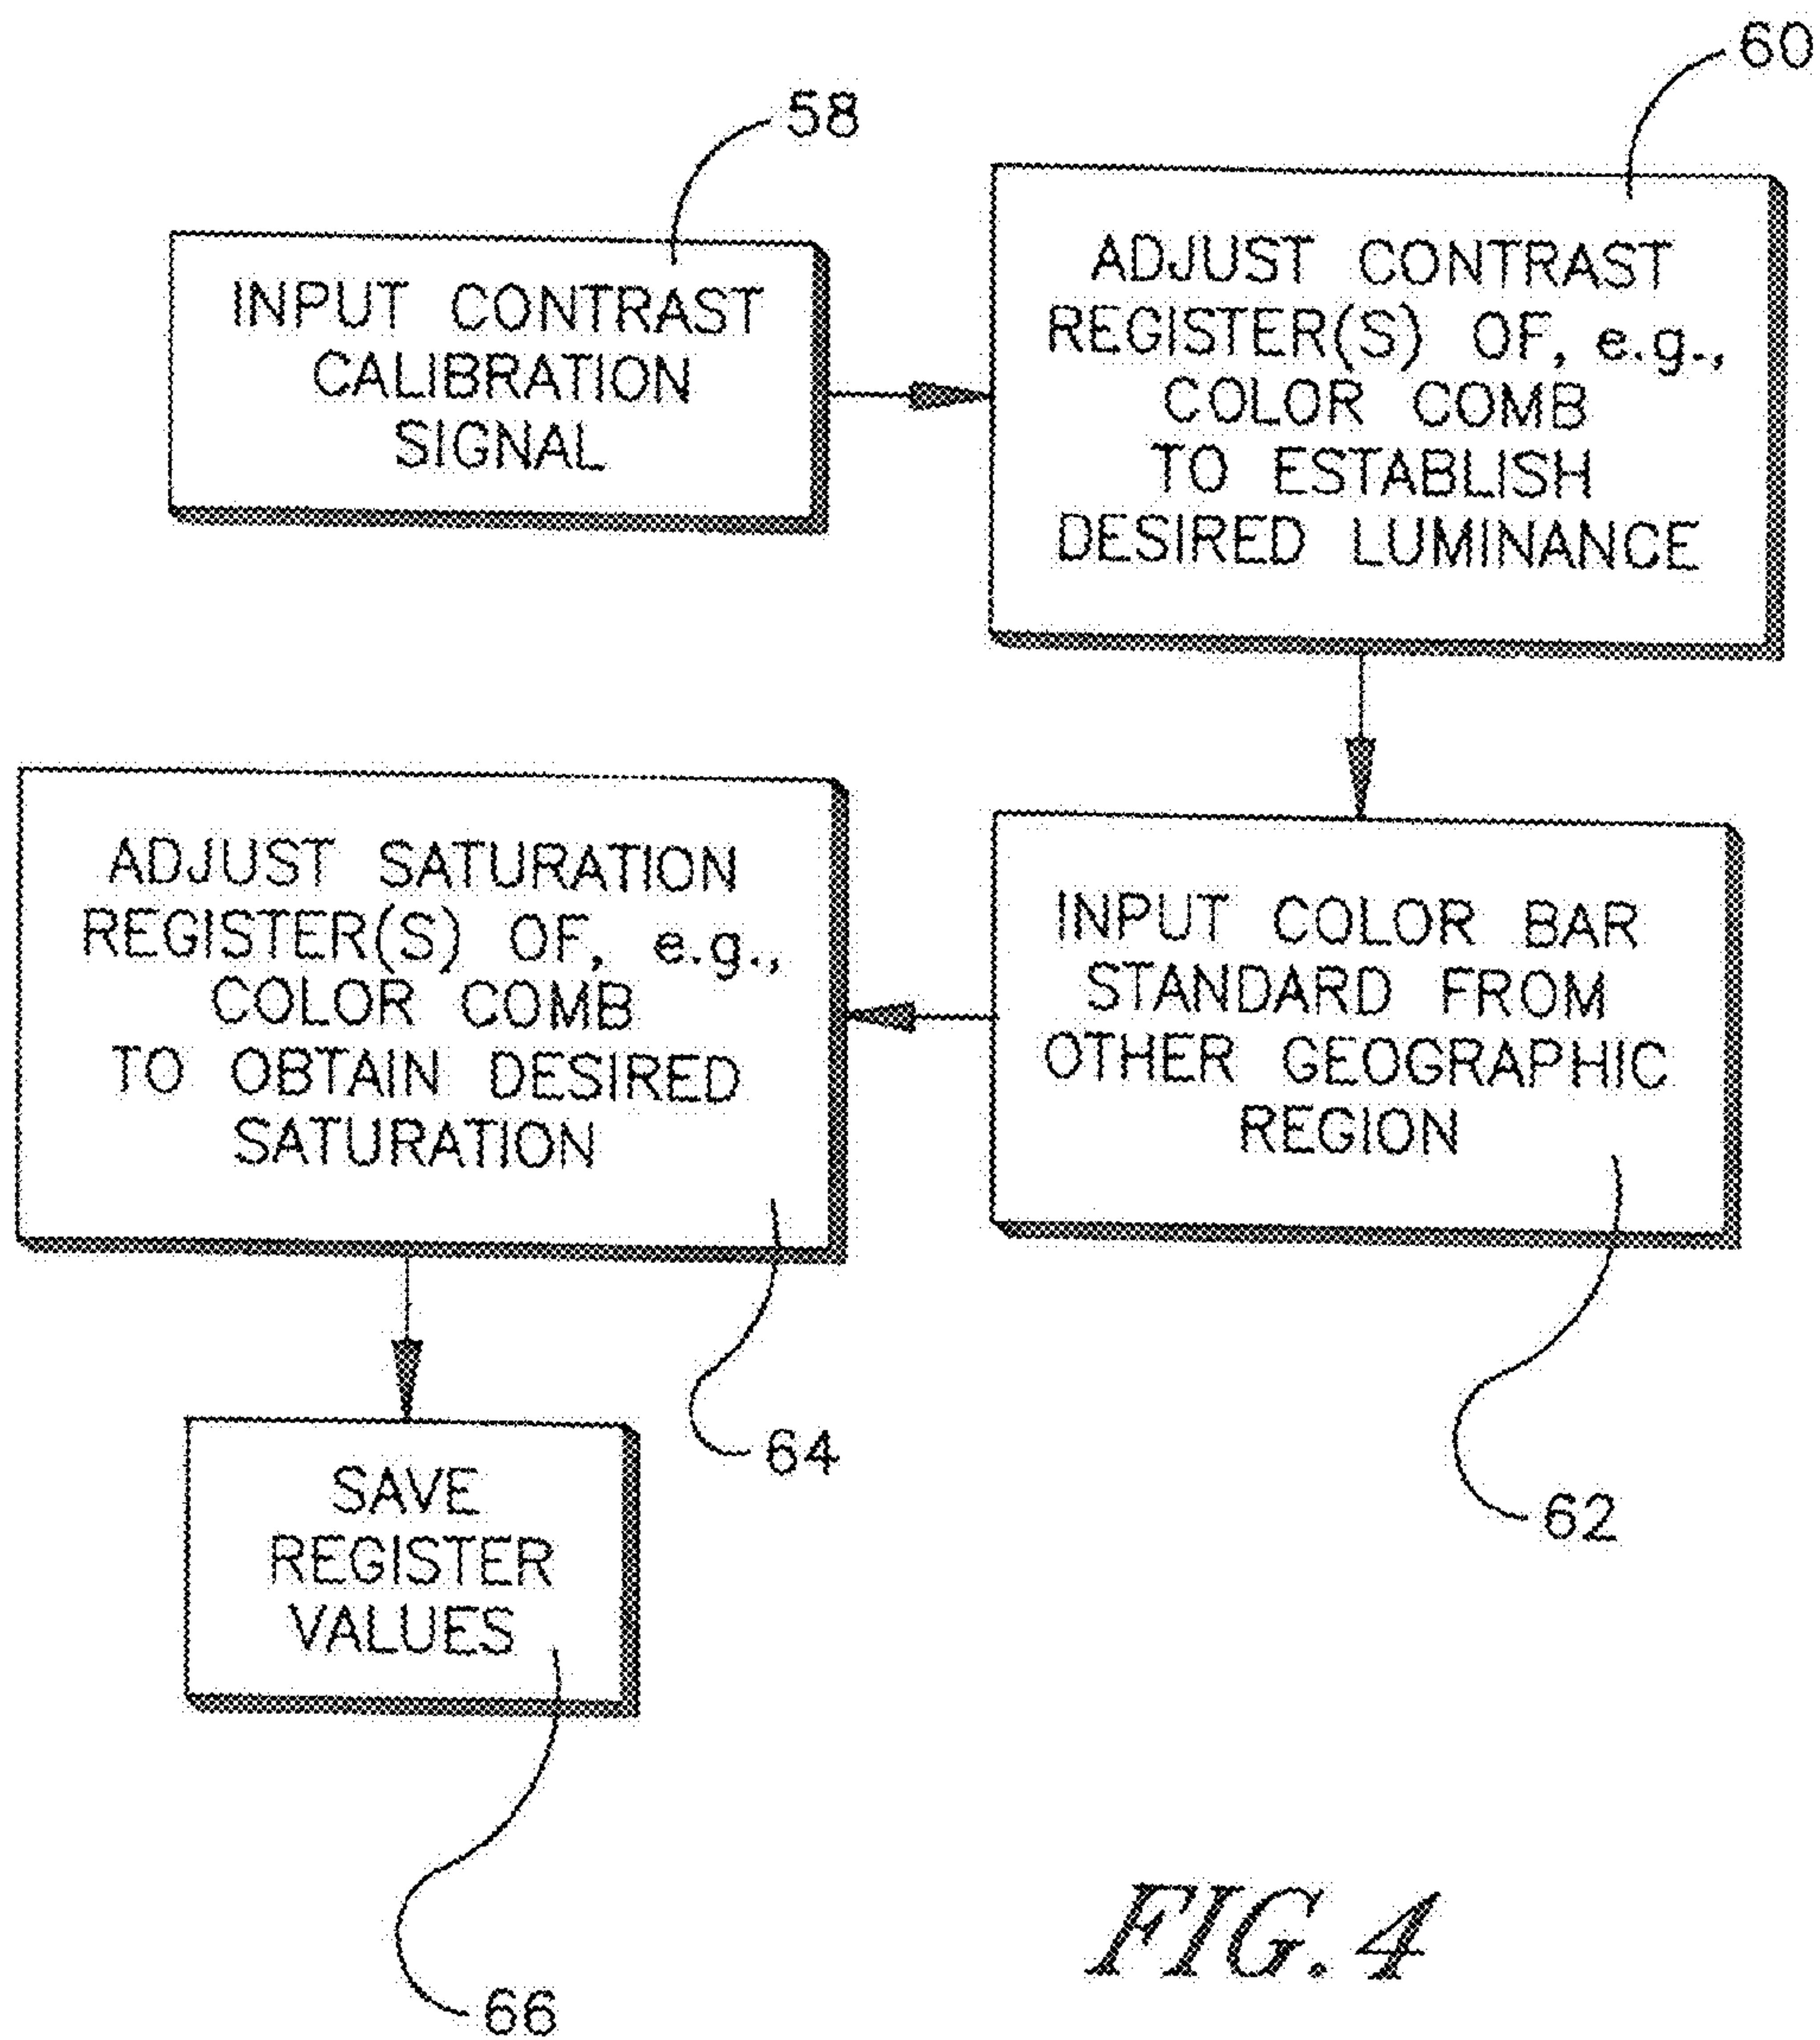 58
60
INPUT CONTRAST
CALIBRATION
SIGNAL
ADJUST CONTRAST
REGISTER(S) OF, e.g.,
COLOR COMB
TO ESTABLISH
DESIRED LUMINANCE
INPUT COLOR BAR
STANDARD FROM
OTHER GEOGRAPHIC
REGION
62
ADJUST SATURATION
REGISTER(S) OF, e.g.,
COLOR COMB
TO OBTAIN DESIRED
SATURATION
64
SAVE
REGISTER
VALUES
66
FIG. 4